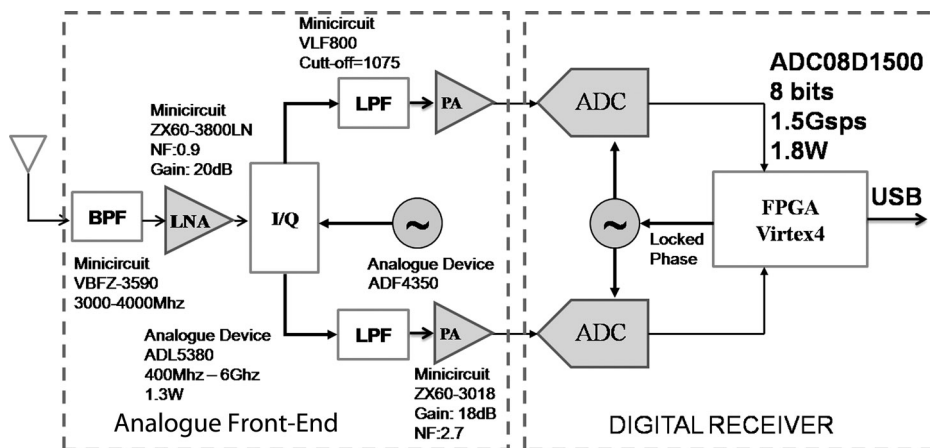 Minicircuit
VLF800
Cutt-off=1075
LPF
PA
ADC
ADC08D1500
8 bits
1.5Gsps
1.8W
Minicircuit
ZX60-3800LN
NF:0.9
Gain: 20dB
BPF
LNA
I/Q
~
Analogue Device
ADF4350
~
Locked
Phase
FPGA
Virtex4
USB
Minicircuit
VBFZ-3590
3000-4000Mhz
Analogue Device
ADL5380
400Mhz – 6Ghz
1.3W
LPF
PA
ADC
Minicircuit
ZX60-3018
Gain: 18dB
NF:2.7
Analogue Front-End
DIGITAL RECEIVER